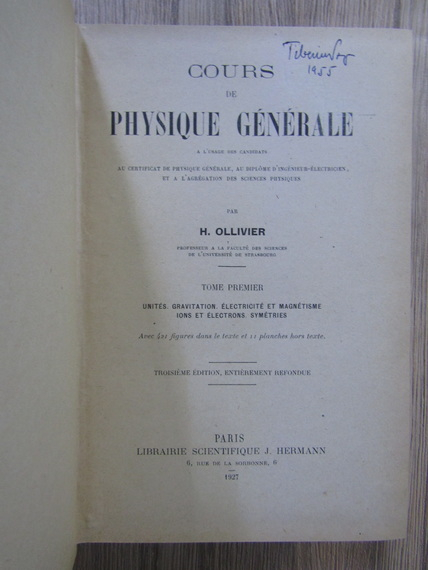 1955
COURS
DE
PHYSIQUE GÉNÉRALE
A L'USAGE DES CANDIDATS
AU CERTIFICAT DE PHYSIQUE GÉNÉRALE, AU DIPLÔME D'INGÉNIEUR-ÉLECTRICIEN,
ET A L'AGRÉGATION DES SCIENCES PHYSIQUES
PAR
H. OLLIVIER
PROFESSEUR A LA FACULTÉ DES SCIENCES
DE L'UNIVERSITÉ DE STRASBOURG
TOME PREMIER
UNITÉS. GRAVITATION. ÉLECTRICITÉ ET MAGNÉTISME
IONS ET ÉLECTRONS. SYMÉTRIES
Avec 421 figures dans le texte et 11 planches hors texte.
TROISIÈME ÉDITION, ENTIÈREMENT REFONDUE
PARIS
LIBRAIRIE SCIENTIFIQUE J. HERMANN
6, RUE DE LA SORBONNE, 6
1927